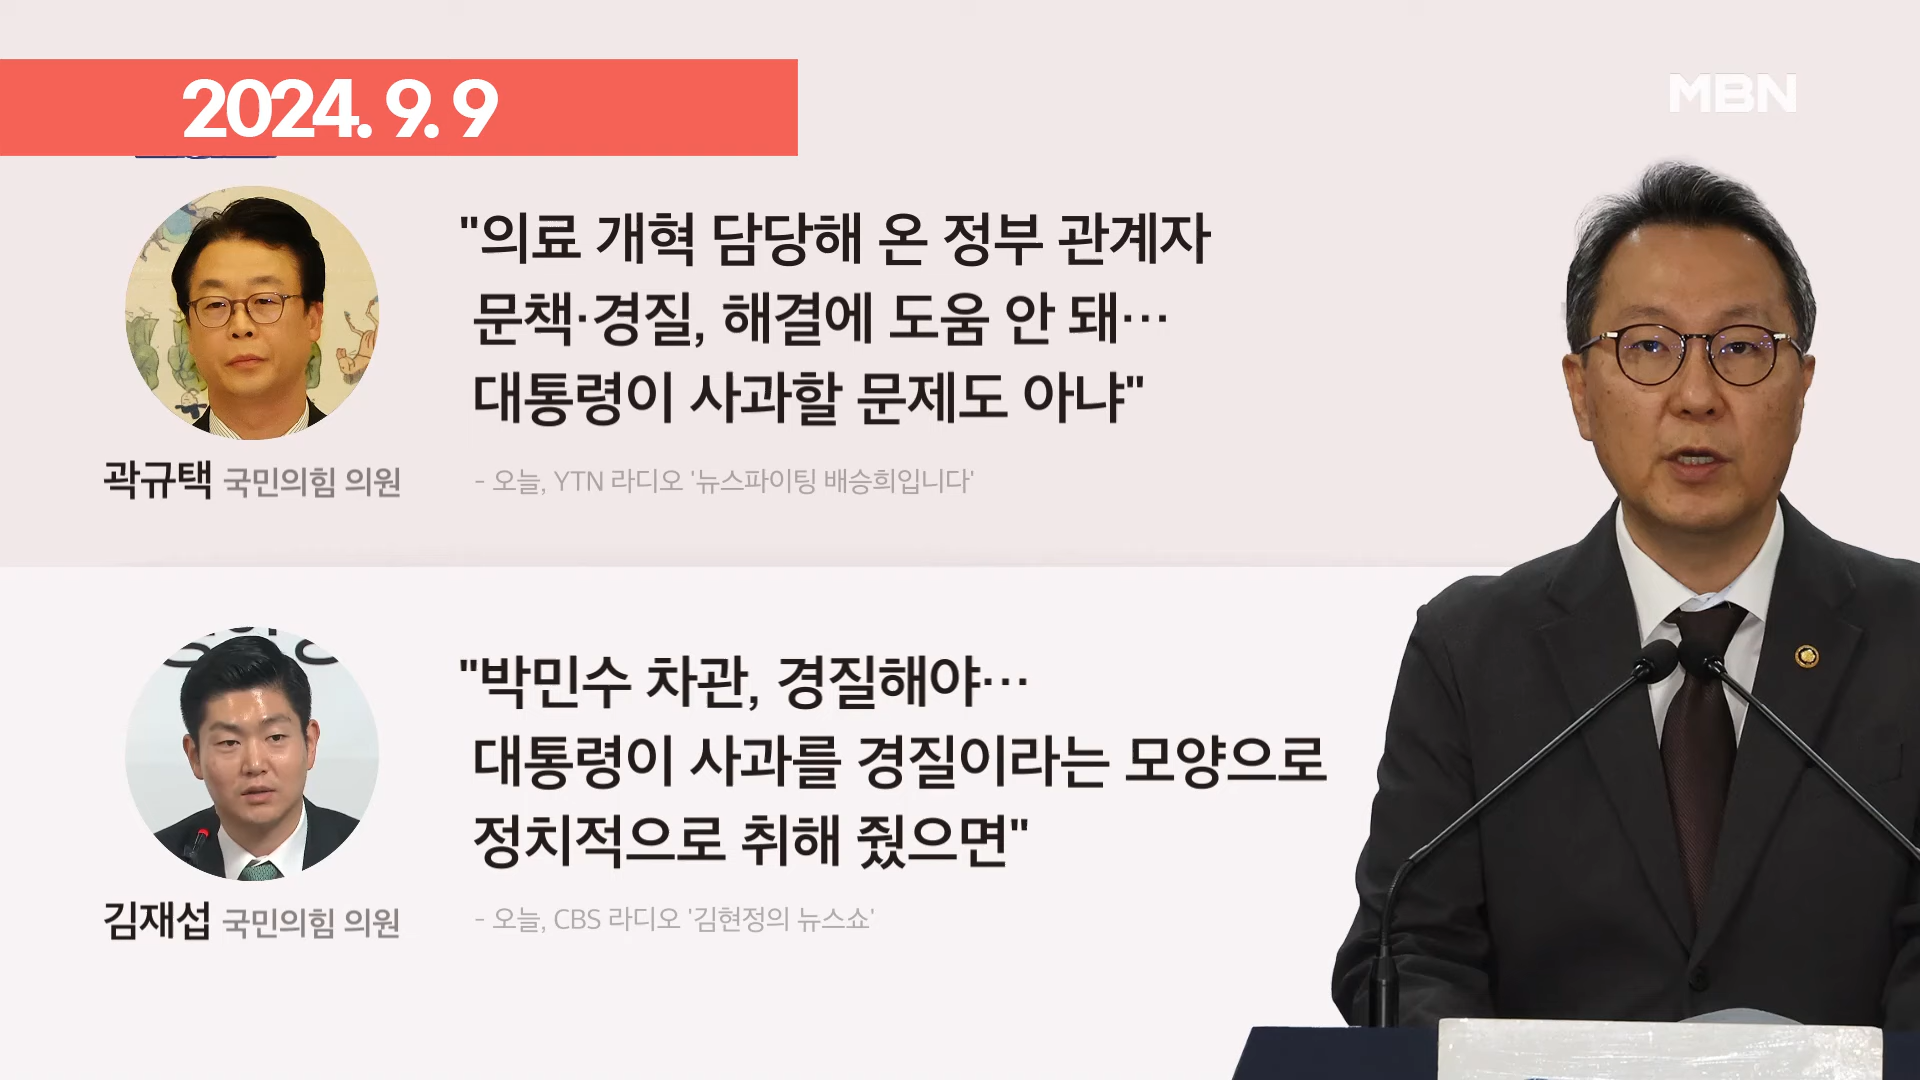 2024. 9. 9
MBN
"의료 개혁 담당해 온 정부 관계자
문책·경질, 해결에 도움 안 돼…
대통령이 사과할 문제도 아냐"
곽규택 국민의힘 의원
- 오늘, YTN 라디오 '뉴스파이팅 배승희입니다'
"박민수 차관, 경질해야…
대통령이 사과를 경질이라는 모양으로
정치적으로 취해 줬으면"
김재섭 국민의힘 의원
- 오늘, CBS 라디오 '김현정의 뉴스쇼'